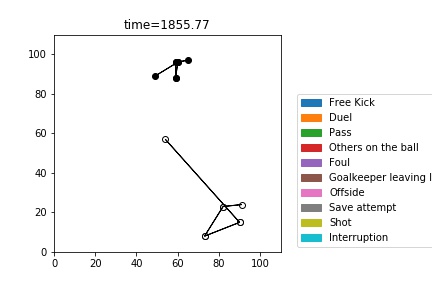 time=1855.77
100
80
60
40
20
0
0 20 40 60 80 100
Free Kick
Duel
Pass
Others on the ball
Foul
Goalkeeper leaving l
Offside
Save attempt
Shot
Interruption